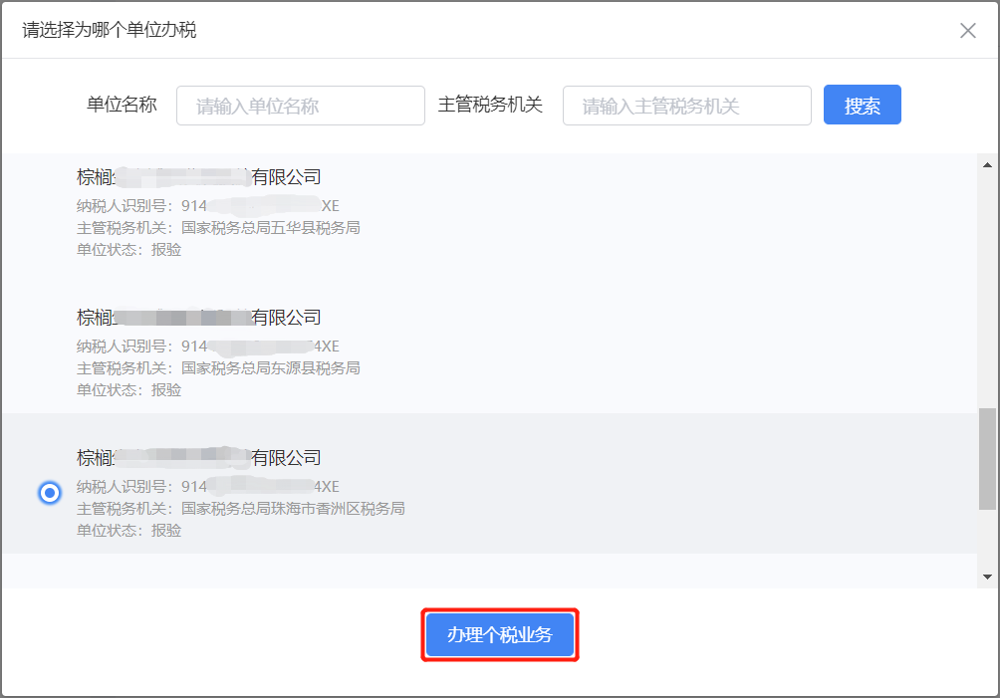 请选择为哪个单位办税
单位名称 请输入单位名称 主管税务机关 请输入主管税务机关 搜索
棕榈 有限公司
纳税人识别号：914 XE
主管税务机关：国家税务总局五华县税务局
单位状态：报验
棕榈 有限公司
纳税人识别号：914 4XE
主管税务机关：国家税务总局东源县税务局
单位状态：报验
棕榈 有限公司
纳税人识别号：914 4XE
主管税务机关：国家税务总局珠海市香洲区税务局
单位状态：报验
办理个税业务